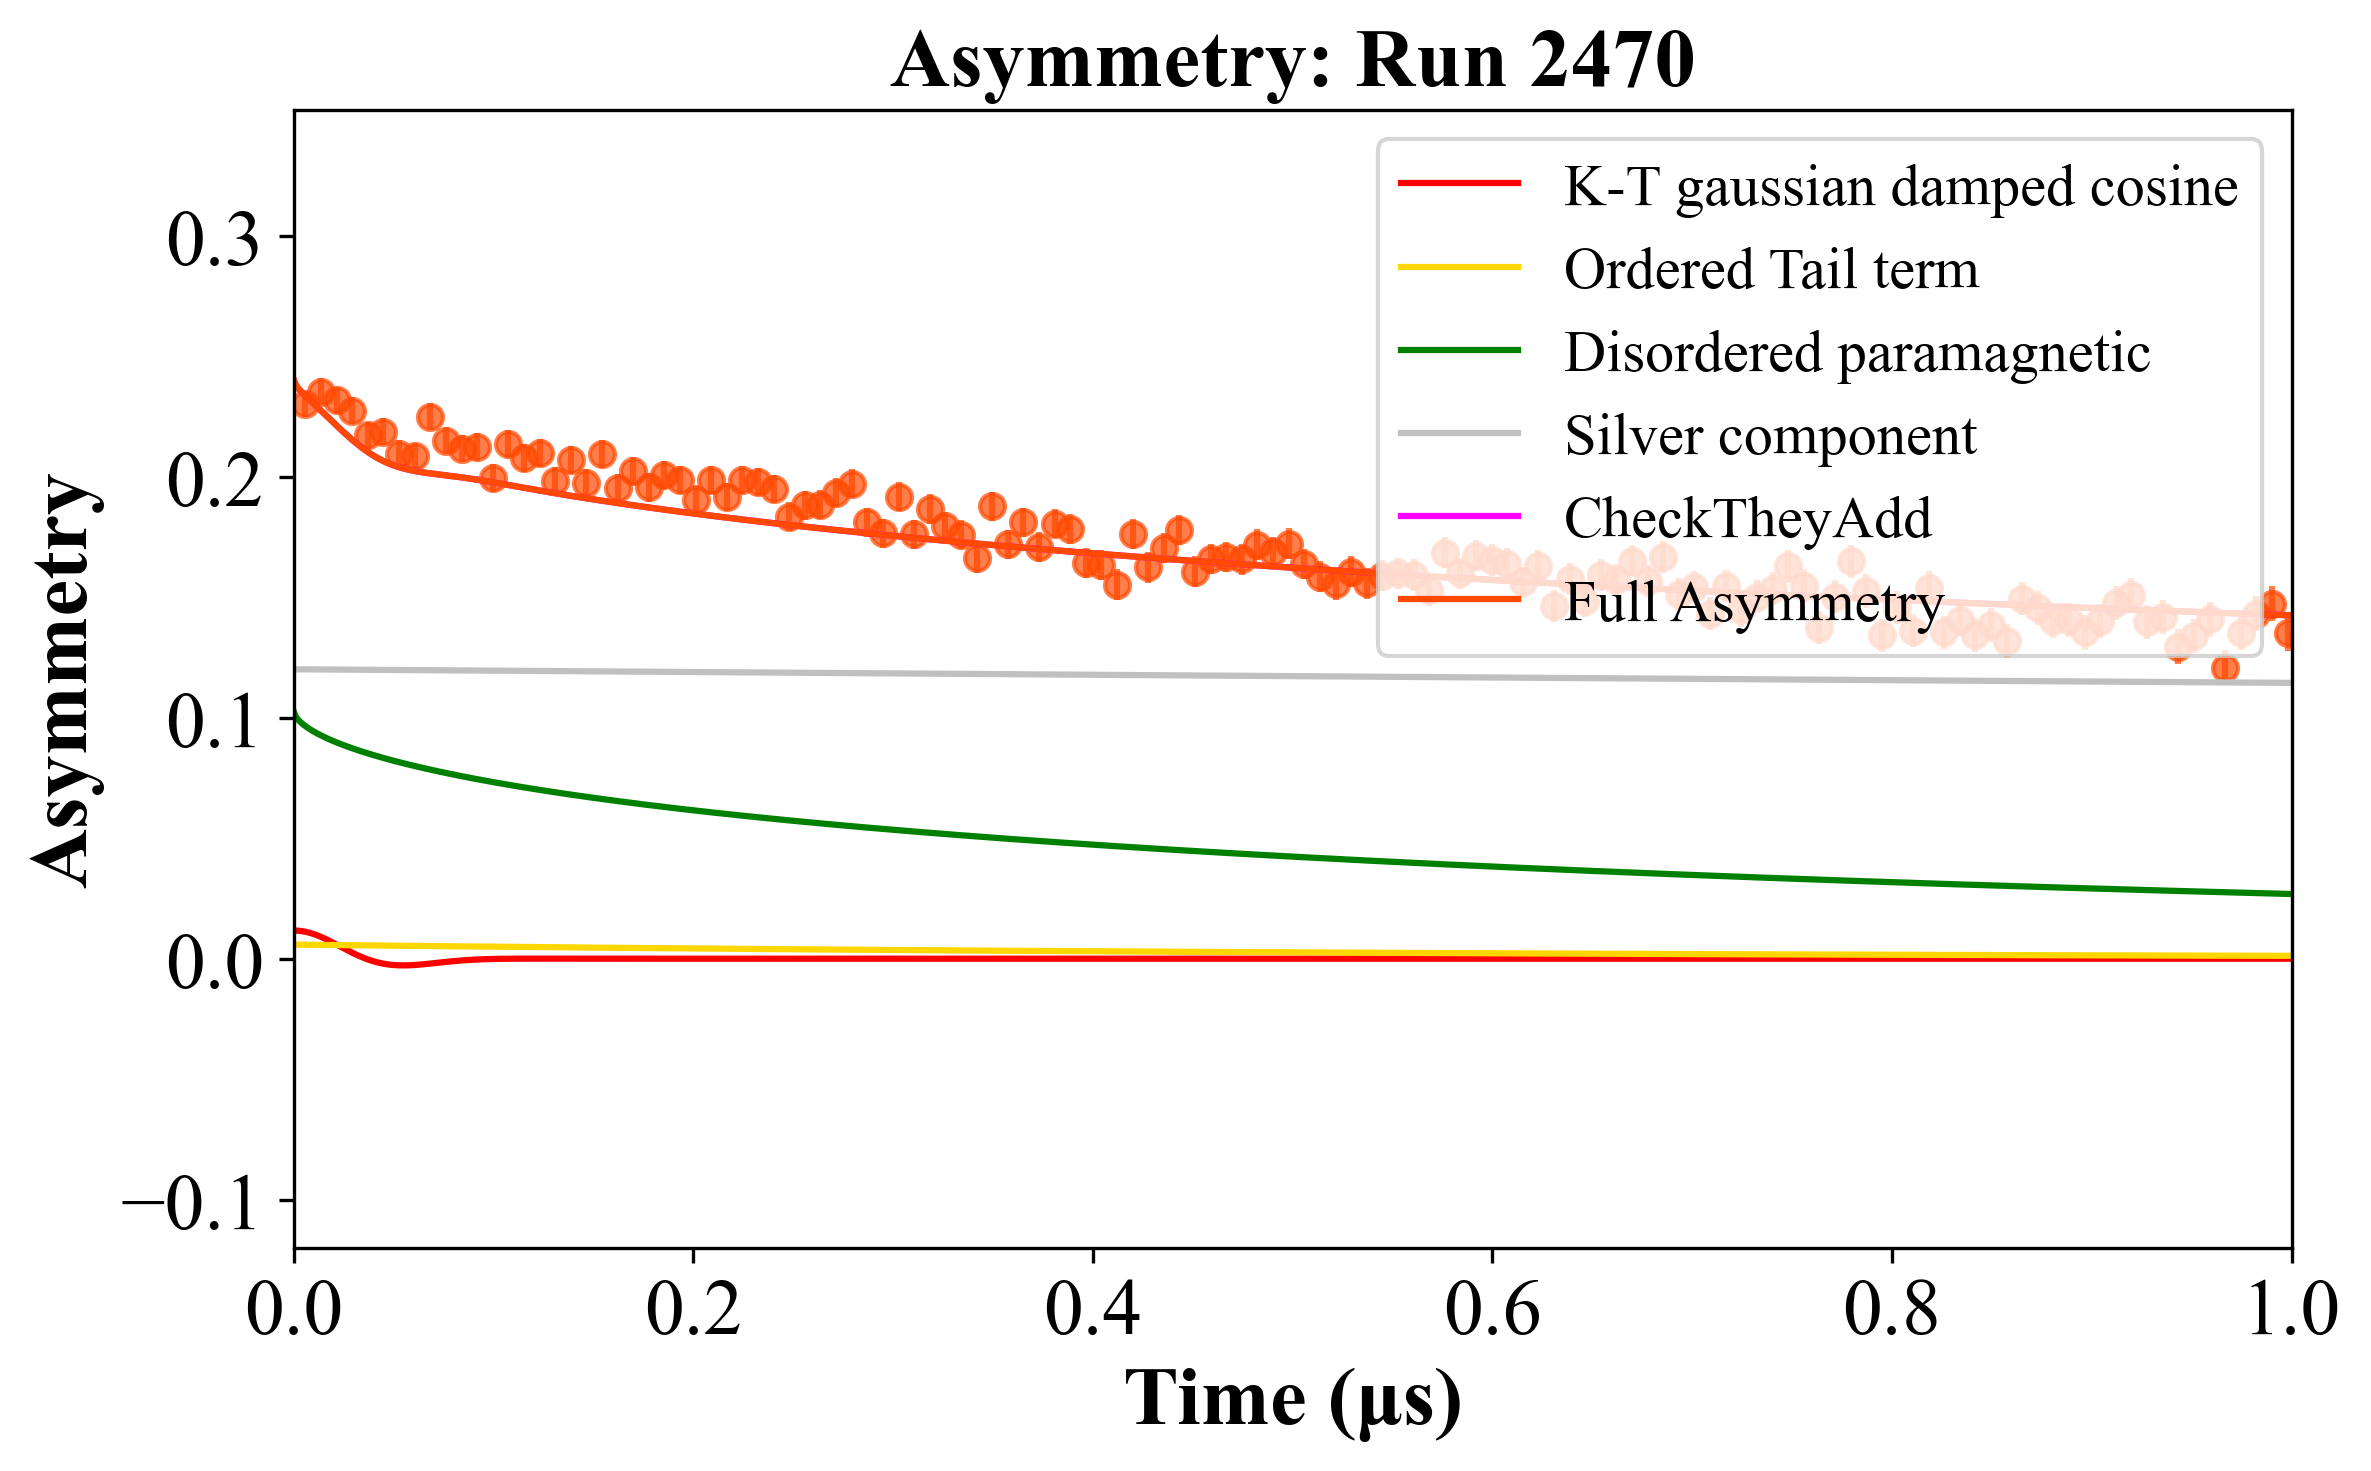 Asymmetry: Run 2470
K-T gaussian damped cosine
Ordered Tail term
Disordered paramagnetic
Silver component
CheckTheyAdd
Full Asymmetry
Asymmetry
0.3
0.2
0.1
0.0
−0.1
0.0 0.2 0.4 0.6 0.8 1.0
Time (μs)